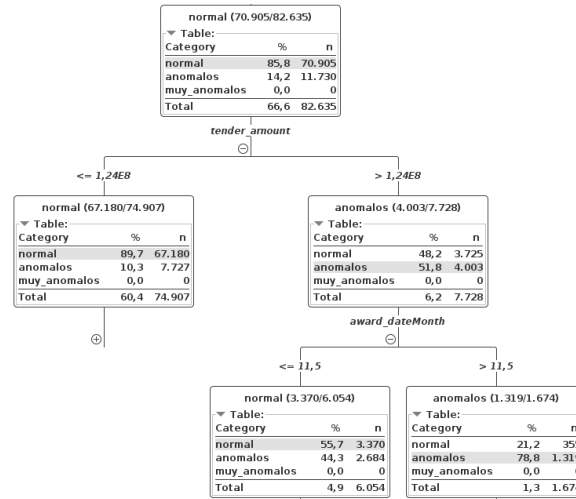 normal (70.905/82.635)
Table:
Category % n
normal 85,8 70.905
anomalos 14,2 11.730
muy_anomalos 0,0 0
Total 66,6 82.635
tender_amount
<= 1,24E8 > 1,24E8
normal (67.180/74.907)
Table:
Category % n
normal 89,7 67.180
anomalos 10,3 7.727
muy_anomalos 0,0 0
Total 60,4 74.907
anomalos (4.003/7.728)
Table:
Category % n
normal 48,2 3.725
anomalos 51,8 4.003
muy_anomalos 0,0 0
Total 6,2 7.728
award_dateMonth
<= 11,5 > 11,5
normal (3.370/6.054)
Table:
Category % n
normal 55,7 3.370
anomalos 44,3 2.684
muy_anomalos 0,0 0
Total 4,9 6.054
anomalos (1.319/1.674)
Table:
Category % n
normal 21,2 355
anomalos 78,8 1.319
muy_anomalos 0,0 0
Total 1,3 1.674